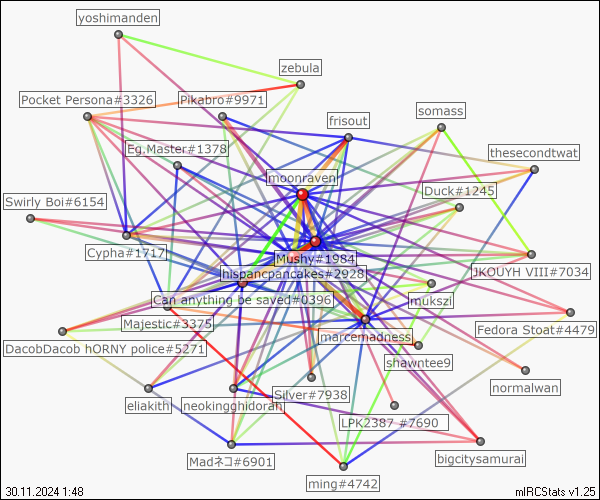 yoshimanden
zebula
Pocket Persona#3326
Pikabro#9971
somass
frisout
Eg.Master#1378
thesecondtwat
moonraven
Duck#1245
Swirly Boi#6154
Cypha#1717
Mushy#1984
JKOUYH VIII#7034
hispancpancakes#2928
Can anything be saved#0396
mukszi
Majestic#3375
Fedora Stoat#4479
marcemadness
DacobDacob hORNY police#5271
shawntee9
normalwan
Silver#7938
eliakith
neokingghidorah
LPK2387 #7690
Madネコ#6901
bigcitysamurai
ming#4742
30.11.2024 1:48
mIRCStats v1.25